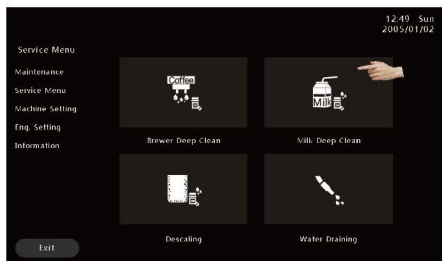 12:49 Sun
2005/01/02
Service Menu
Maintenance
Service Menu
Machine Setting
Eng. Setting
Information
Coffee
Milk
Brewer Deep Clean
Milk Deep Clean
Descaling
Water Draining
Exit